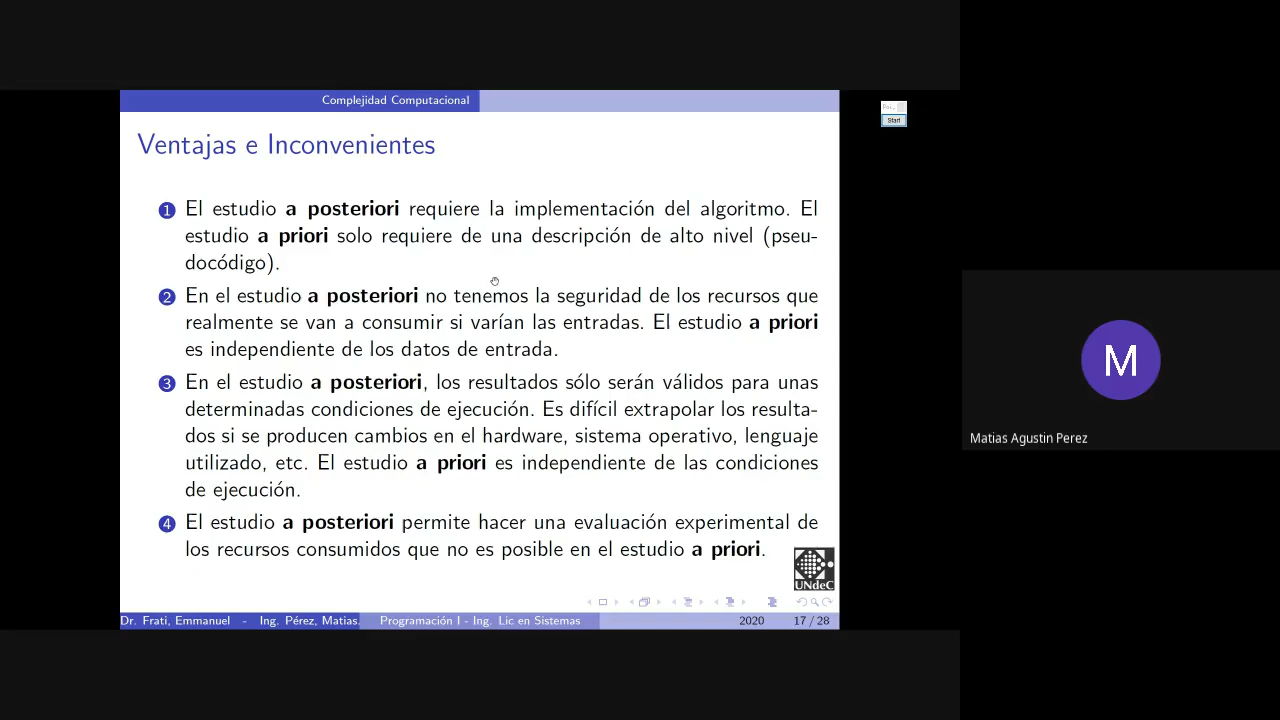 Complejidad Computacional
Ventajas e Inconvenientes
1 El estudio a posteriori requiere la implementación del algoritmo. El
estudio a priori solo requiere de una descripción de alto nivel (pseu-
docódigo).
2 En el estudio a posteriori no tenemos la seguridad de los recursos que
realmente se van a consumir si varían las entradas. El estudio a priori
es independiente de los datos de entrada.
3 En el estudio a posteriori, los resultados sólo serán válidos para unas
determinadas condiciones de ejecución. Es difícil extrapolar los resulta-
dos si se producen cambios en el hardware, sistema operativo, lenguaje
utilizado, etc. El estudio a priori es independiente de las condiciones
de ejecución.
4 El estudio a posteriori permite hacer una evaluación experimental de
los recursos consumidos que no es posible en el estudio a priori.
UNdeC
Dr. Frati, Emmanuel - Ing. Pérez, Matias. Programación I - Ing. Lic en Sistemas 2020 17 / 28
Start
M
Matias Agustin Perez